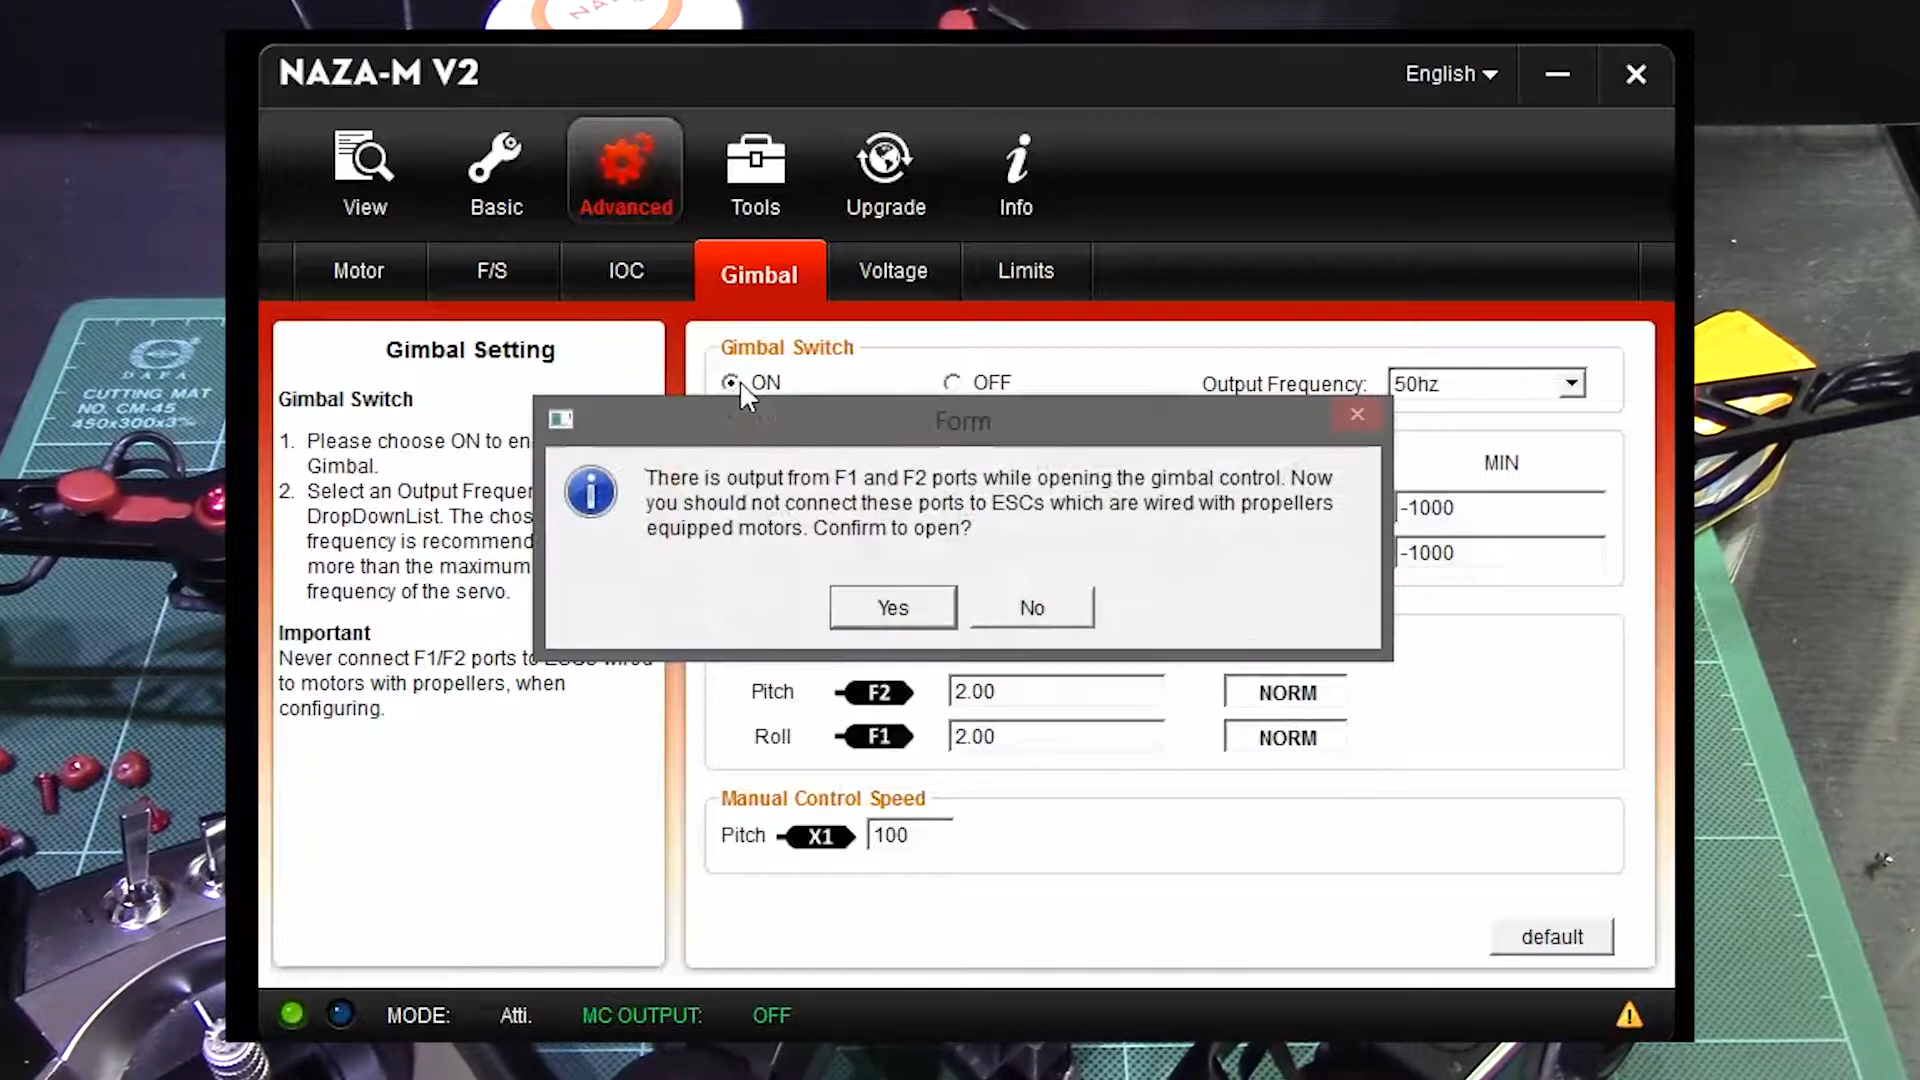 NAZA-M V2
English
View
Basic
Advanced
Tools
Upgrade
Info
Motor
F/S
IOC
Gimbal
Voltage
Limits
Gimbal Setting
Gimbal Switch
1. Please choose ON to en
Gimbal.
2. Select an Output Frequer
DropDownList. The chos
frequency is recommend
more than the maximum
frequency of the servo.
Important
Never connect F1/F2 ports to ESCs wired
to motors with propellers, when
configuring.
Gimbal Switch
ON
OFF
Output Frequency:
50hz
Form
There is output from F1 and F2 ports while opening the gimbal control. Now
you should not connect these ports to ESCs which are wired with propellers
equipped motors. Confirm to open?
Yes
No
MIN
-1000
-1000
Pitch
F2
2.00
NORM
Roll
F1
2.00
NORM
Manual Control Speed
Pitch
X1
100
default
MODE:
Atti.
MC OUTPUT:
OFF
DAFA
CUTTING MAT
NO. CM-45
450x300x3%